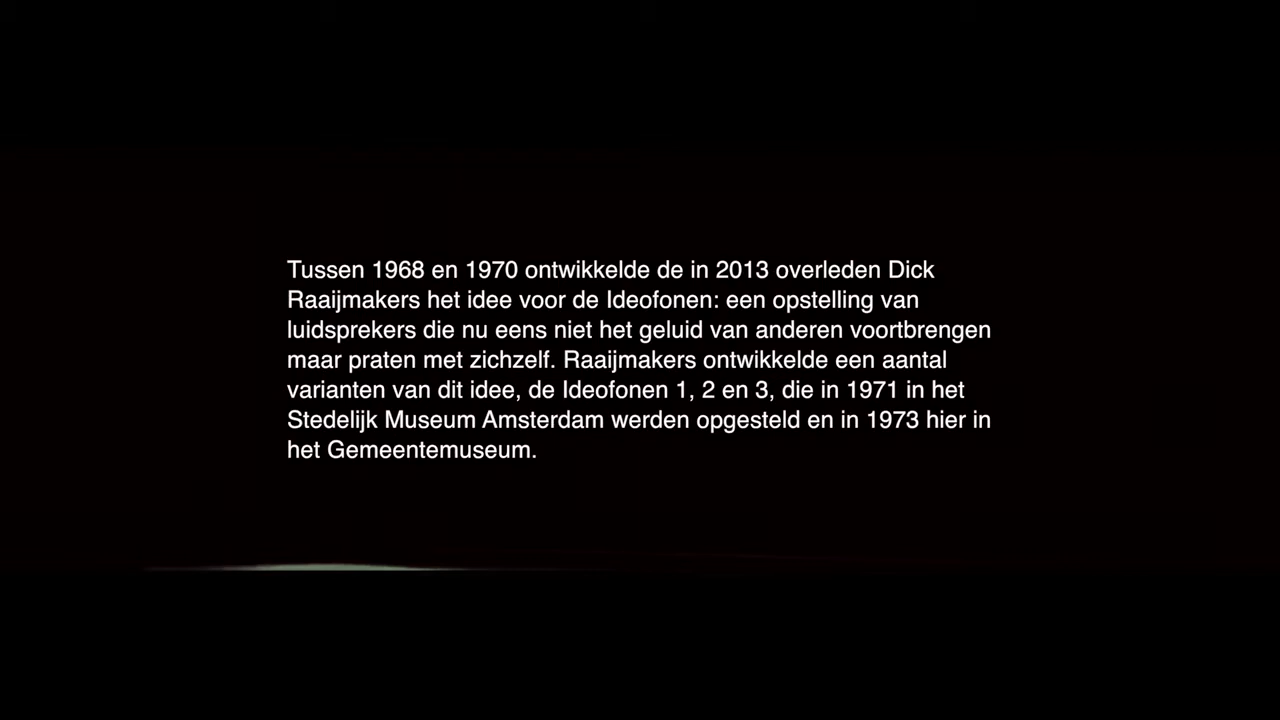 Tussen 1968 en 1970 ontwikkelde de in 2013 overleden Dick
Raaijmakers het idee voor de Ideofonen: een opstelling van
luidsprekers die nu eens niet het geluid van anderen voortbrengen
maar praten met zichzelf. Raaijmakers ontwikkelde een aantal
varianten van dit idee, de Ideofonen 1, 2 en 3, die in 1971 in het
Stedelijk Museum Amsterdam werden opgesteld en in 1973 hier in
het Gemeentemuseum.